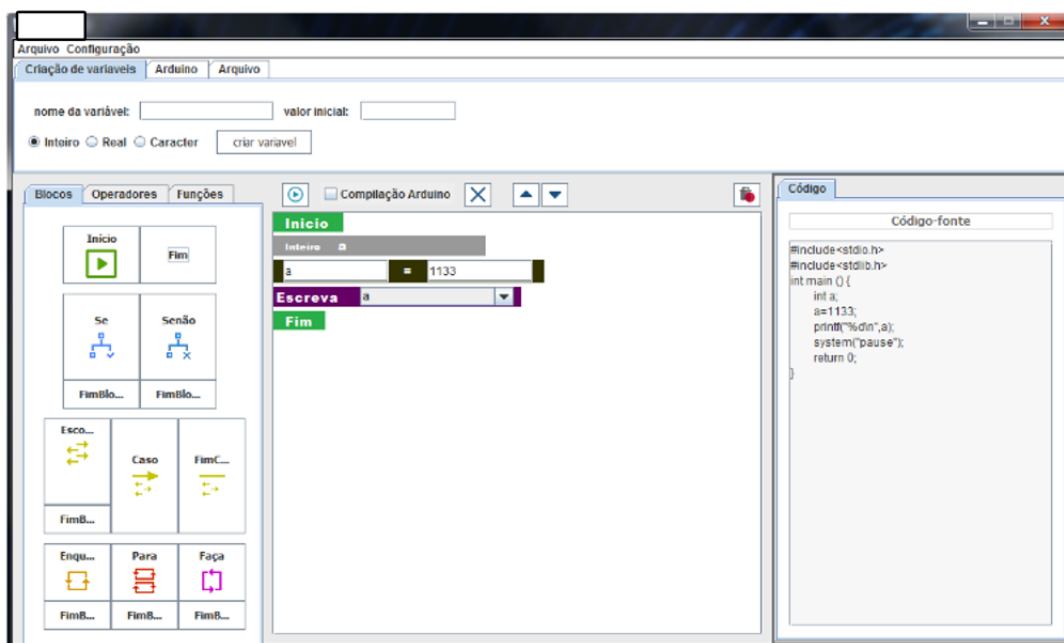 Arquivo Configuração
Criação de variaveis Arduino Arquivo
nome da variável: valor inicial:
Inteiro Real Caracter criar variavel
Blocos Operadores Funções
Inicio Fim
Se Senão
FimBlo... FimBlo...
Esco... Caso FimC...
FimB...
Enqu... Para Faça
FimB... FimB... FimB...
Compilação Arduino
Inicio
Inteiro a
a = 1133
Escreva a
Fim
Código
Código-fonte
#include<stdio.h>
#include<stdlib.h>
int main () {
int a;
a=1133;
printf("%d\n",a);
system("pause");
return 0;
}